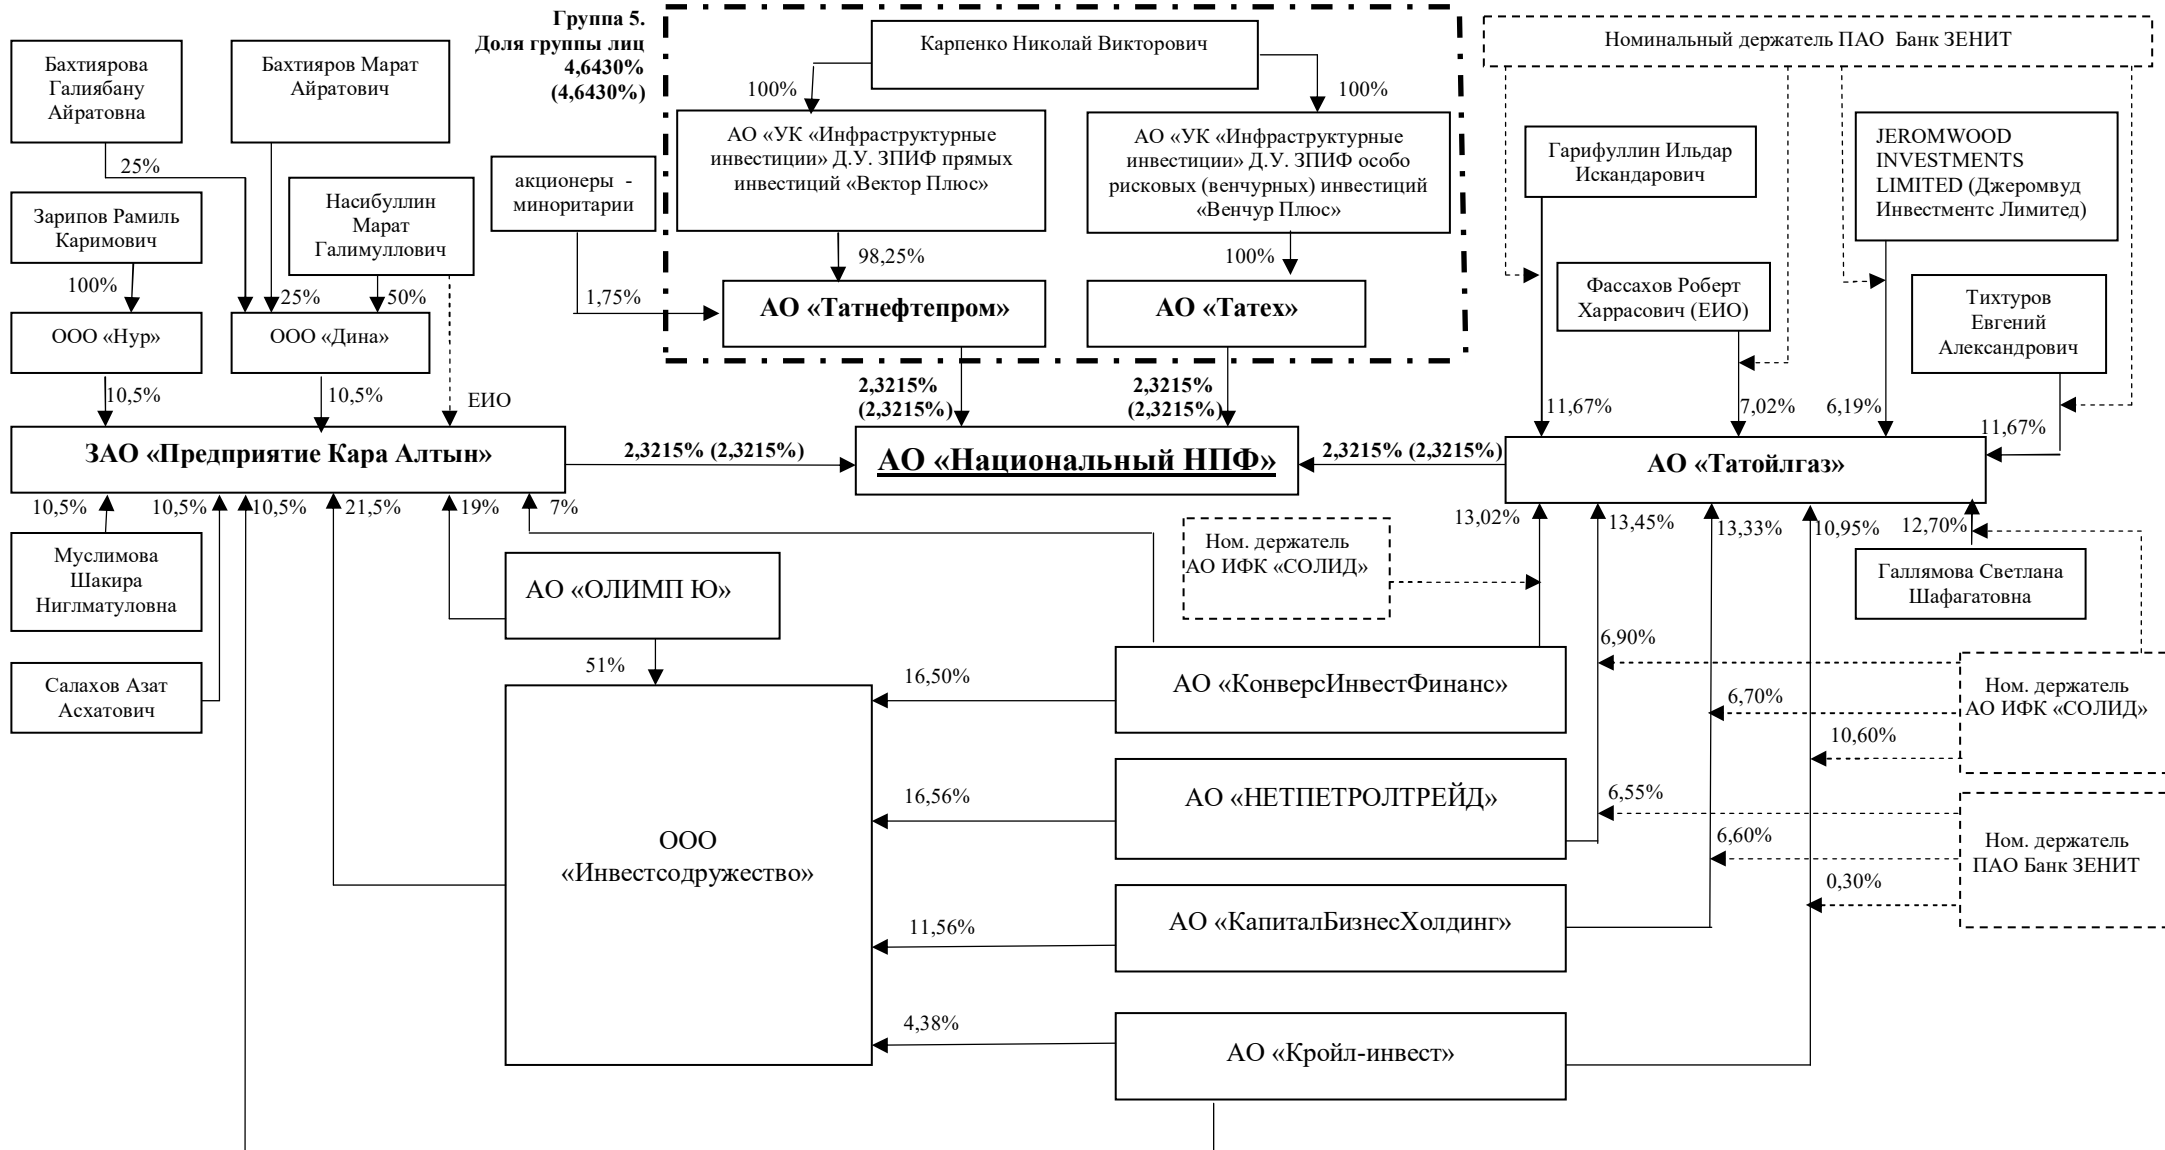 Группа 5.
Доля группы лиц
4,6430%
(4,6430%)
Карпенко Николай Викторович
Номинальный держатель ПАО Банк ЗЕНИТ
Бахтиярова
Галиябану
Айратовна
Бахтияров Марат
Айратович
25%
100%
100%
АО «УК «Инфраструктурные
инвестиции» Д.У. ЗПИФ прямых
инвестиций «Вектор Плюс»
АО «УК «Инфраструктурные
инвестиции» Д.У. ЗПИФ особо
рисковых (венчурных) инвестиций
«Венчур Плюс»
Гарифуллин Ильдар
Искандарович
JEROMWOOD
INVESTMENTS
LIMITED (Джеромвуд
Инвестментс Лимитед)
Зарипов Рамиль
Каримович
Насибуллин
Марат
Галимуллович
акционеры -
миноритарии
98,25%
100%
100%
25%
50%
1,75%
АО «Татнефтепром»
АО «Татех»
Фассахов Роберт
Харрасович (ЕИО)
Тихтуров
Евгений
Александрович
ООО «Нур»
ООО «Дина»
10,5%
10,5%
ЕИО
2,3215%
(2,3215%)
2,3215%
(2,3215%)
11,67%
7,02%
6,19%
11,67%
ЗАО «Предприятие Кара Алтын»
2,3215% (2,3215%)
АО «Национальный НПФ»
2,3215% (2,3215%)
АО «Татойлгаз»
10,5%
10,5%
10,5%
21,5%
19%
7%
13,02%
13,45%
13,33%
10,95%
12,70%
Муслимова
Шакира
Ниглматуловна
АО «ОЛИМП Ю»
Ном. держатель
АО ИФК «СОЛИД»
Галлямова Светлана
Шафагатовна
51%
6,90%
Салахов Азат
Асхатович
16,50%
АО «КонверсИнвестФинанс»
6,70%
Ном. держатель
АО ИФК «СОЛИД»
10,60%
16,56%
АО «НЕТПЕТРОЛТРЕЙД»
6,55%
6,60%
Ном. держатель
ПАО Банк ЗЕНИТ
ООО
«Инвестсодружество»
0,30%
11,56%
АО «КапиталБизнесХолдинг»
4,38%
АО «Кройл-инвест»